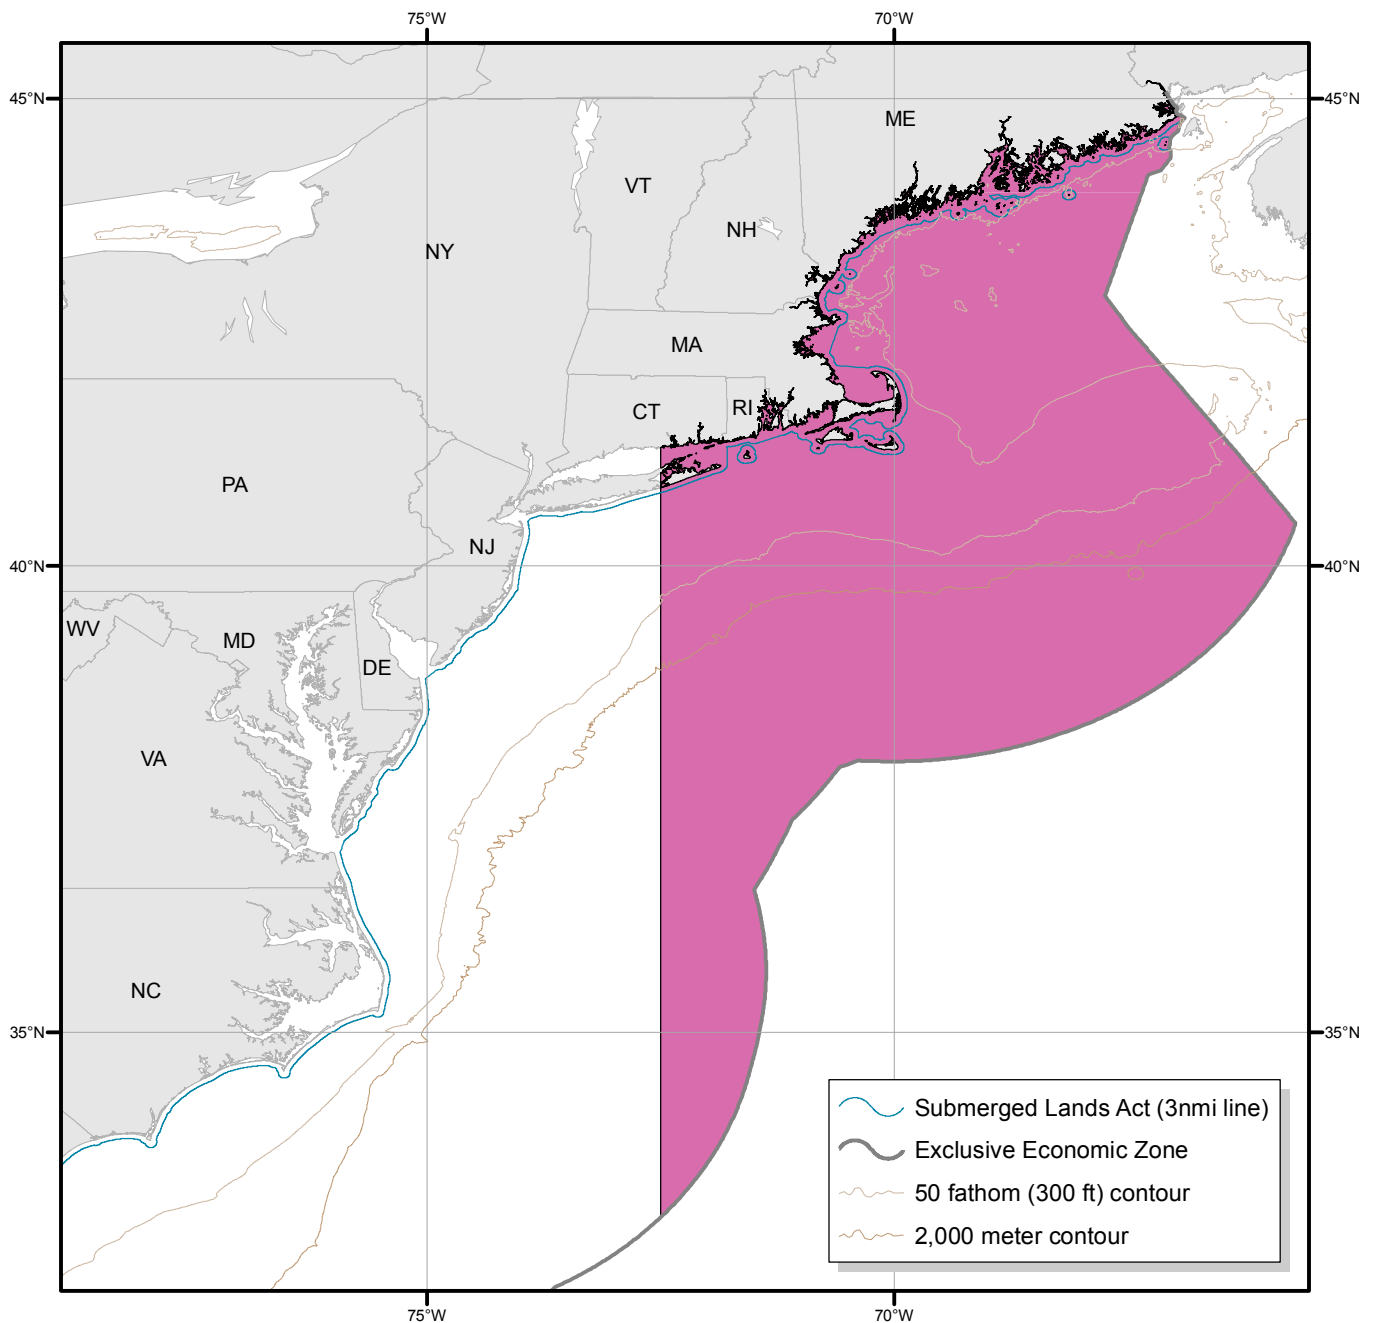 75°W 70°W
45°N 45°N
ME
VT
NH
NY
MA
CT RI
PA
NJ
40°N 40°N
WV
MD
DE
VA
NC
35°N 35°N
Submerged Lands Act (3nmi line)
Exclusive Economic Zone
50 fathom (300 ft) contour
2,000 meter contour
75°W 70°W